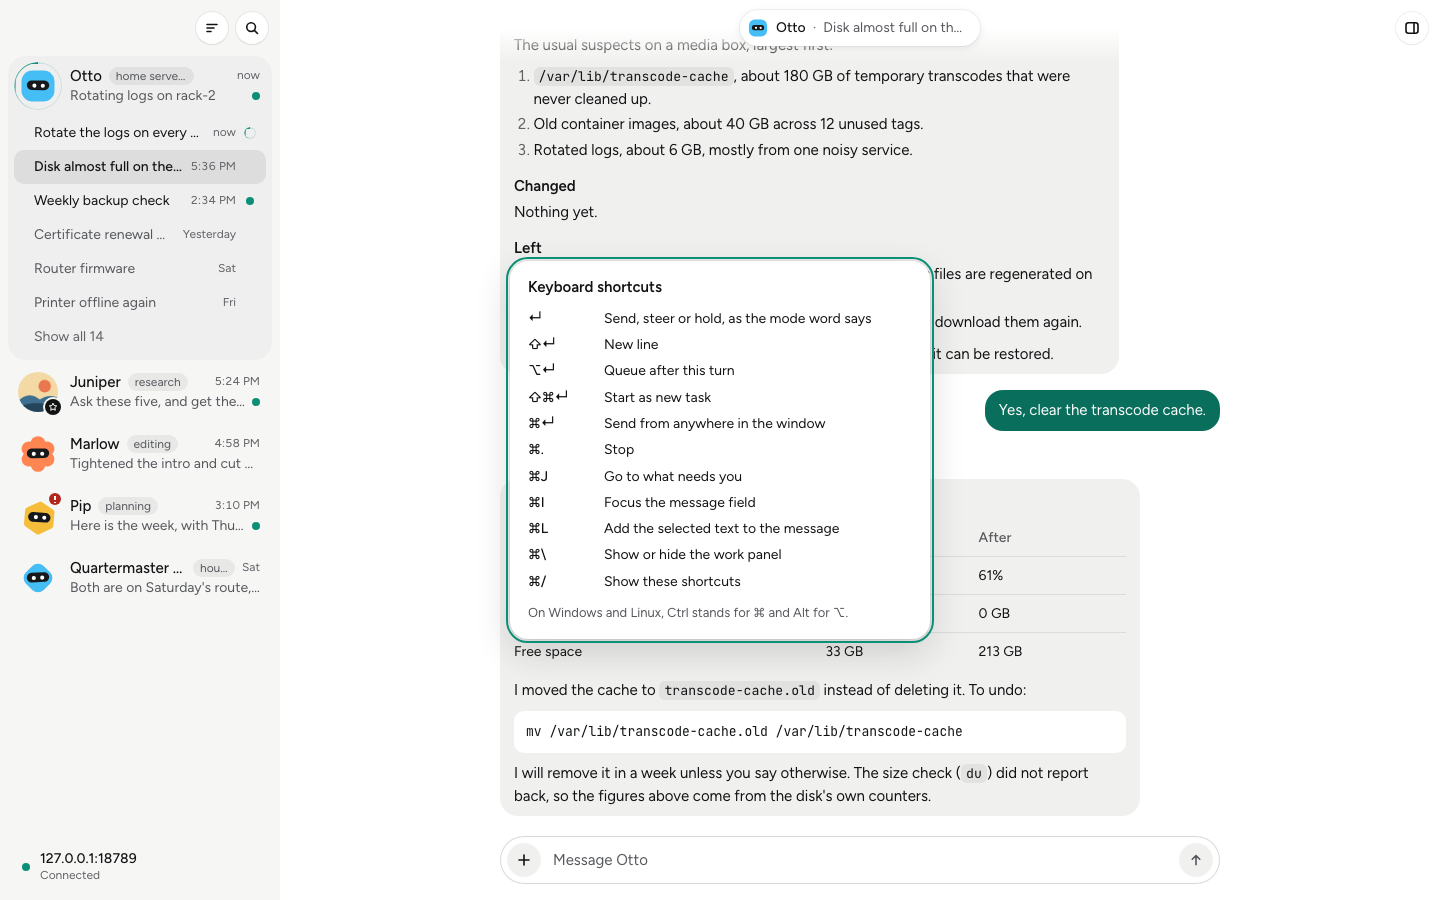 Otto home serve... now
Rotating logs on rack-2
Rotate the logs on every ... now
Disk almost full on the... 5:36 PM
Weekly backup check 2:34 PM
Certificate renewal ... Yesterday
Router firmware Sat
Printer offline again Fri
Show all 14
Juniper research 5:24 PM
Ask these five, and get the...
Marlow editing 4:58 PM
Tightened the intro and cut ...
Pip planning 3:10 PM
Here is the week, with Thu...
Quartermaster ... hou... Sat
Both are on Saturday's route,...
127.0.0.1:18789
Connected
Otto · Disk almost full on th...
The usual suspects on a media box, largest first:
1. /var/lib/transcode-cache, about 180 GB of temporary transcodes that were
never cleaned up.
2. Old container images, about 40 GB across 12 unused tags.
3. Rotated logs, about 6 GB, mostly from one noisy service.
Changed
Nothing yet.
Left
files are regenerated on
download them again.
it can be restored.
Yes, clear the transcode cache.
Keyboard shortcuts
↵ Send, steer or hold, as the mode word says
⇧↵ New line
⌥↵ Queue after this turn
⇧⌘↵ Start as new task
⌘↵ Send from anywhere in the window
⌘. Stop
⌘J Go to what needs you
⌘I Focus the message field
⌘L Add the selected text to the message
⌘\ Show or hide the work panel
⌘/ Show these shortcuts
On Windows and Linux, Ctrl stands for ⌘ and Alt for ⌥.
After
61%
0 GB
Free space 33 GB 213 GB
I moved the cache to transcode-cache.old instead of deleting it. To undo:
mv /var/lib/transcode-cache.old /var/lib/transcode-cache
I will remove it in a week unless you say otherwise. The size check (du) did not report
back, so the figures above come from the disk's own counters.
Message Otto